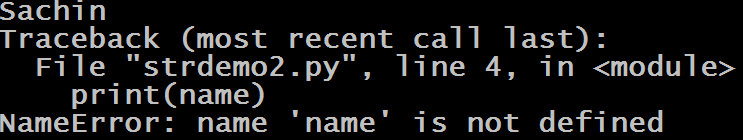 Sachin
Traceback (most recent call last):
  File "strdemo2.py", line 4, in <module>
    print(name)
NameError: name 'name' is not defined